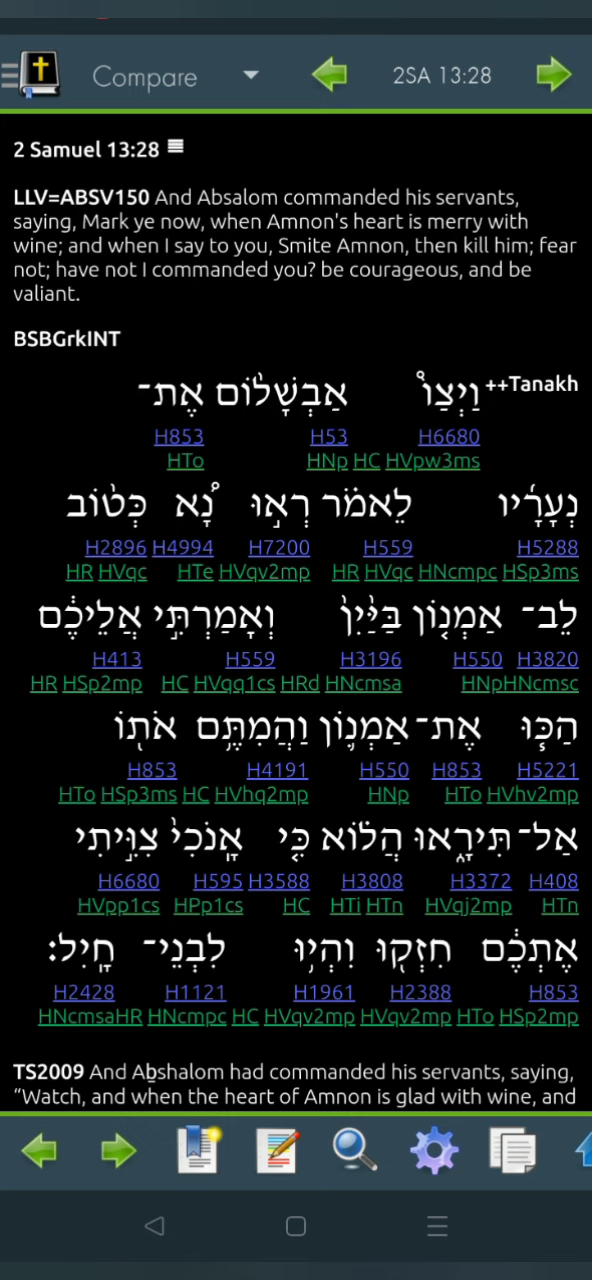 Compare
2SA 13:28
2 Samuel 13:28
LLV=ABSV150 And Absalom commanded his servants,
saying, Mark ye now, when Amnon's heart is merry with
wine; and when I say to you, Smite Amnon, then kill him; fear
not; have not I commanded you? be courageous, and be
valiant.
BSBGrkINT
++Tanakh וַיְצַו֩ אַבְשָׁל֨וֹם אֶת־
H853 H53 H6680
HTo HNp HC HVpw3ms
נְעָרָ֜יו לֵאמֹ֗ר רְא֣וּ נָ֠א כְּט֨וֹב
H2896 H4994 H7200 H559 H5288
HR HVqc HTe HVqv2mp HR HVqc HNcmpc HSp3ms
לֵב־ אַמְנ֤וֹן בַּיַּ֙יִן֙ וְאָמַרְתִּ֣י אֲלֵיכֶ֔ם
H413 H559 H3196 H550 H3820
HR HSp2mp HC HVqq1cs HRd HNcmsa HNpHNcmsc
הַכּ֧וּ אֶת־אַמְנ֛וֹן וַהֲמִתֶּ֥ם אֹת֖וֹ
H853 H4191 H550 H853 H5221
HTo HSp3ms HC HVhq2mp HNp HTo HVhv2mp
אַל־תִּירָ֑אוּ הֲל֗וֹא כִּ֤י אָֽנֹכִי֙ צִוִּ֣יתִי
H6680 H595 H3588 H3808 H3372 H408
HVpp1cs HPp1cs HC HTi HTn HVqj2mp HTn
אֶתְכֶ֔ם חִזְק֖וּ וִהְי֥וּ לִבְנֵי־ חָֽיִל׃
H2428 H1121 H1961 H2388 H853
HNcmsaHR HNcmpc HC HVqv2mp HVqv2mp HTo HSp2mp
TS2009 And Aḇshalom had commanded his servants, saying,
“Watch, and when the heart of Amnon is glad with wine, and